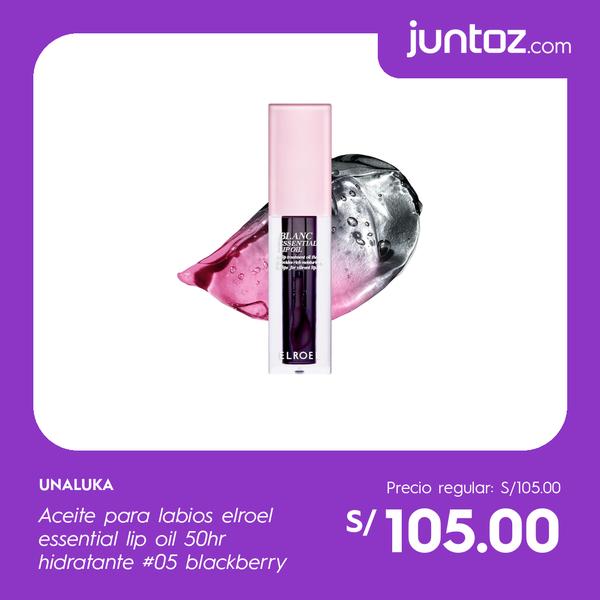 juntoz.com
BLANC
ESSENTIAL
LIP OIL
ELROEL
UNALUKA
Aceite para labios elroel
essential lip oil 50hr
hidratante #05 blackberry
Precio regular: S/105.00
S/ 105.00